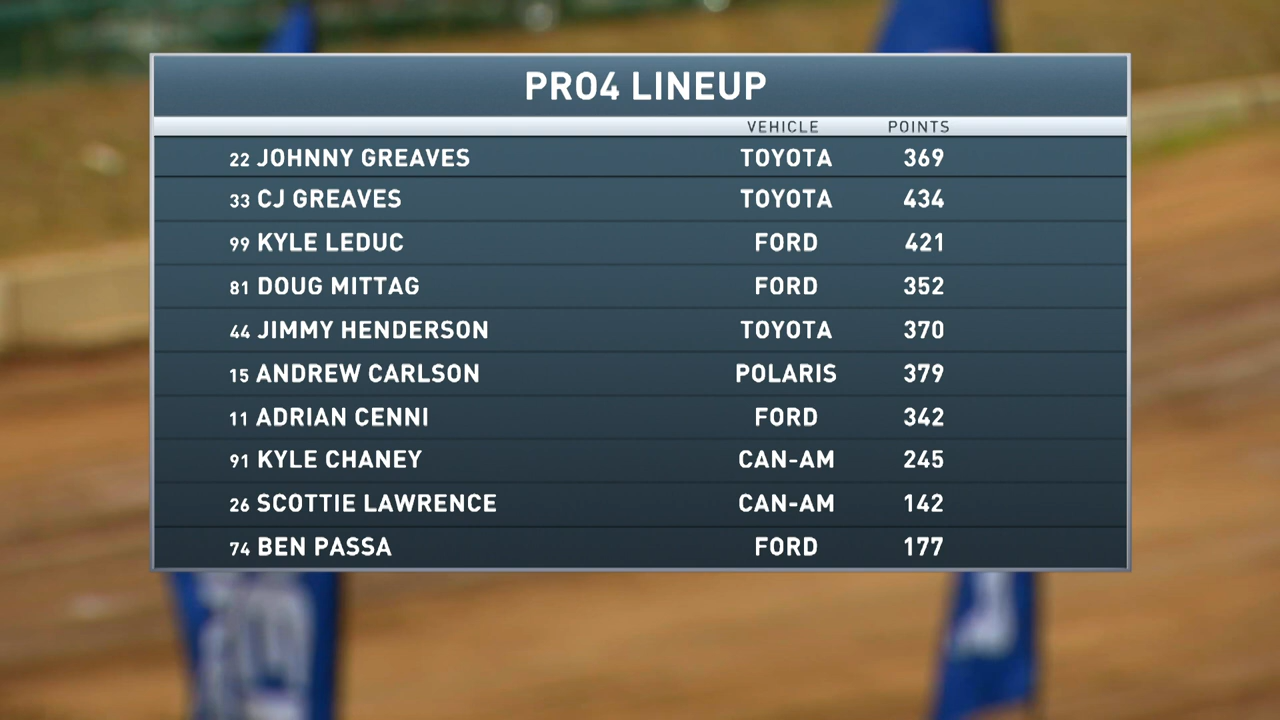 PRO4 LINEUP
VEHICLE POINTS
22 JOHNNY GREAVES TOYOTA 369
33 CJ GREAVES TOYOTA 434
99 KYLE LEDUC FORD 421
81 DOUG MITTAG FORD 352
44 JIMMY HENDERSON TOYOTA 370
15 ANDREW CARLSON POLARIS 379
11 ADRIAN CENNI FORD 342
91 KYLE CHANEY CAN-AM 245
26 SCOTTIE LAWRENCE CAN-AM 142
74 BEN PASSA FORD 177